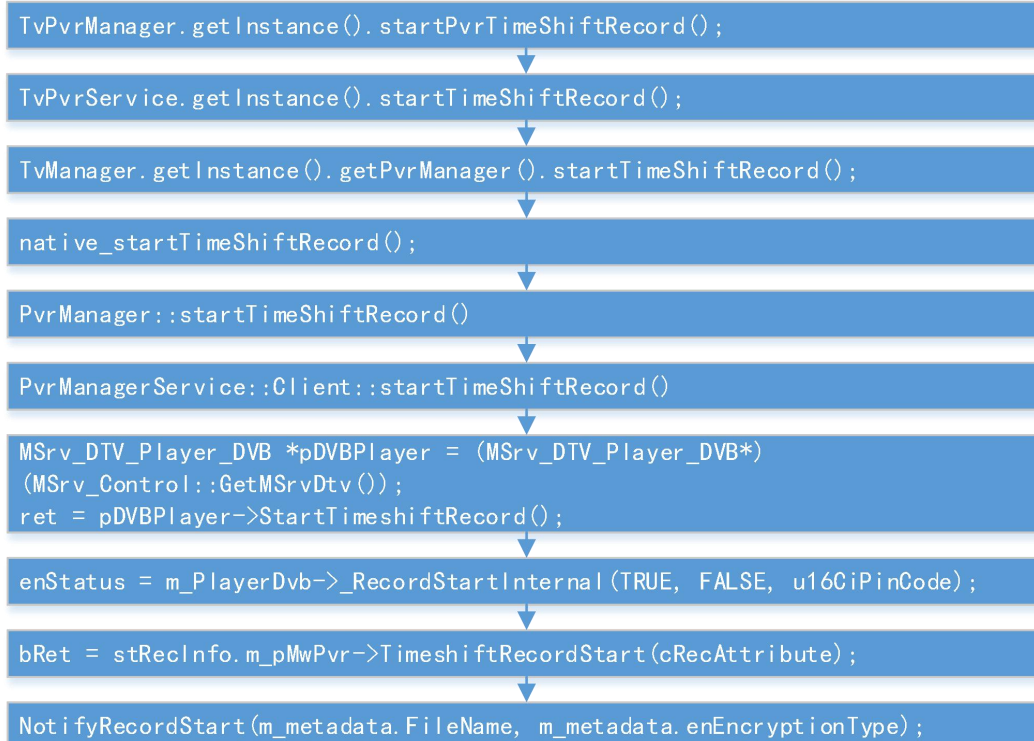 TvPvrManager.getInstance().startPvrTimeShiftRecord();
TvPvrService.getInstance().startTimeShiftRecord();
TvManager.getInstance().getPvrManager().startTimeShiftRecord();
native_startTimeShiftRecord();
PvrManager::startTimeShiftRecord()
PvrManagerService::Client::startTimeShiftRecord()
MSrv_DTV_Player_DVB *pDVBPlayer = (MSrv_DTV_Player_DVB*)
(MSrv_Control::GetMSrvDtv());
ret = pDVBPlayer->StartTimeshiftRecord();
enStatus = m_PlayerDvb->_RecordStartInternal(TRUE, FALSE, u16CiPinCode);
bRet = stRecInfo.m_pMwPvr->TimeshiftRecordStart(cRecAttribute);
NotifyRecordStart(m_metadata.FileName, m_metadata.enEncryptionType);